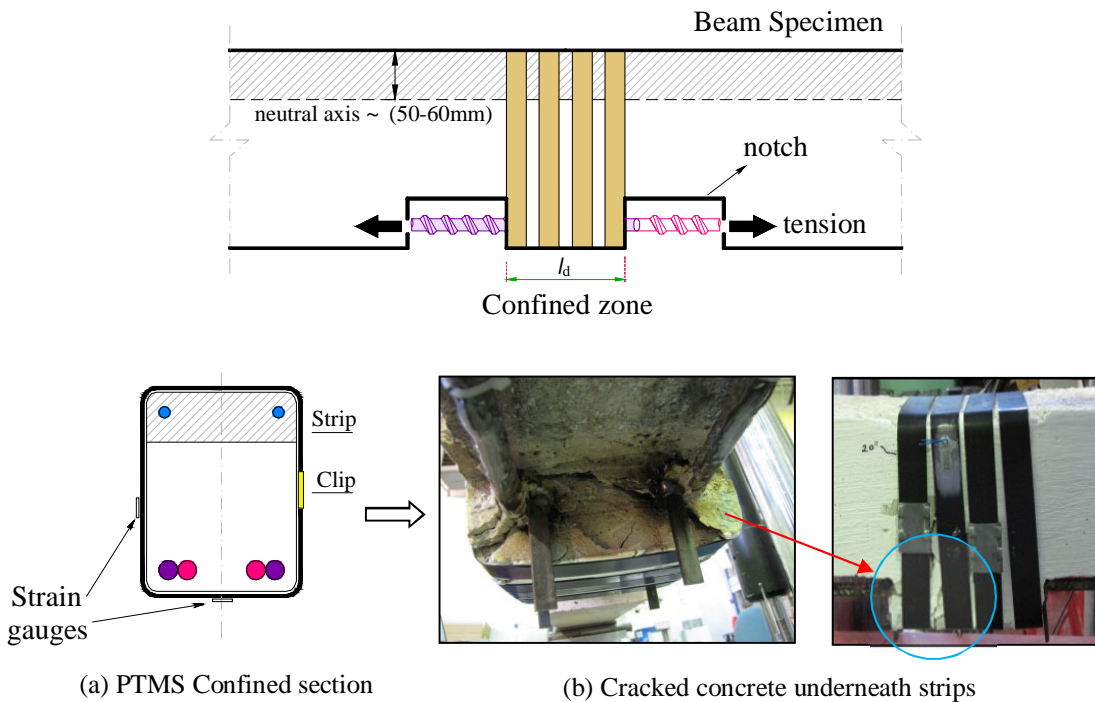 Beam Specimen
neutral axis ~ (50-60mm)
notch
tension
ld
Confined zone
Strip
Clip
Strain
gauges
(a) PTMS Confined section
(b) Cracked concrete underneath strips